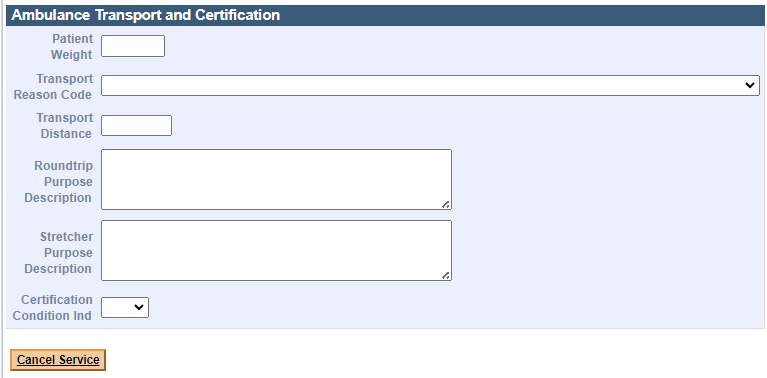 Ambulance Transport and Certification
Patient
Weight
Transport
Reason Code
Transport
Distance
Roundtrip
Purpose
Description
Stretcher
Purpose
Description
Certification
Condition Ind
Cancel Service